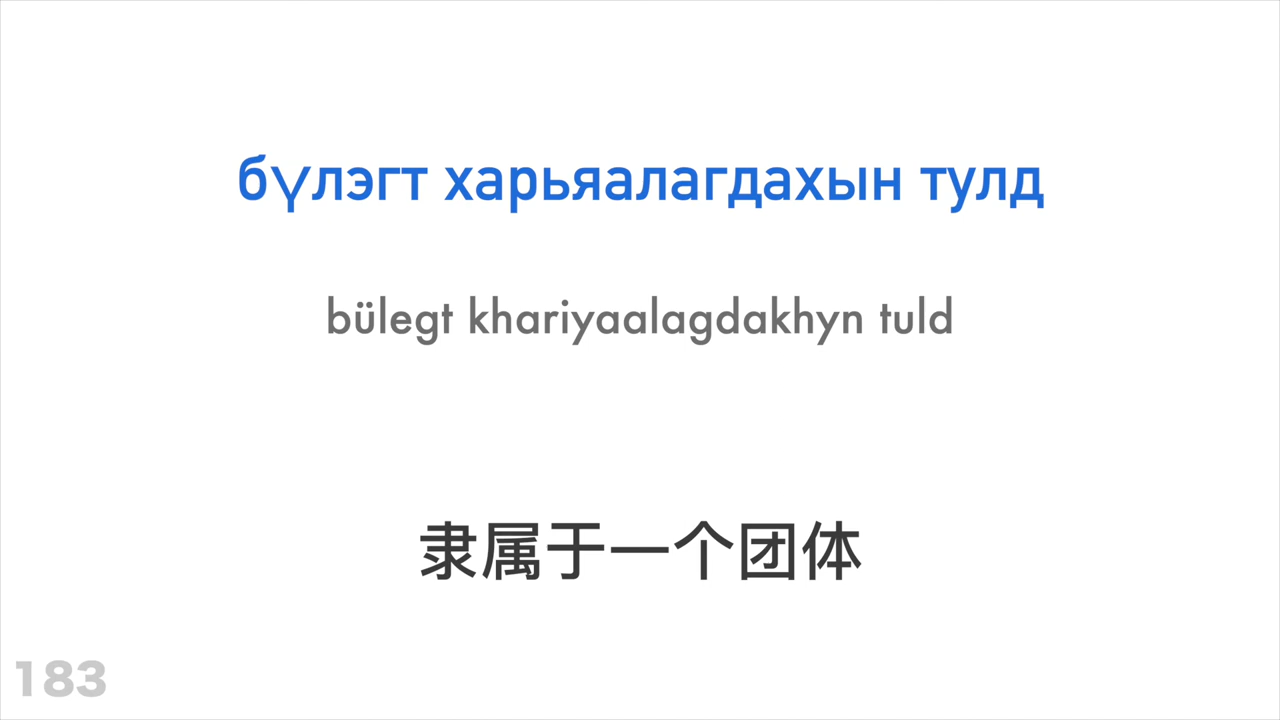 бүлэгт харьяалагдахын тулд
bülegt khariyaalagdakhyn tuld
隶属于一个团体
183